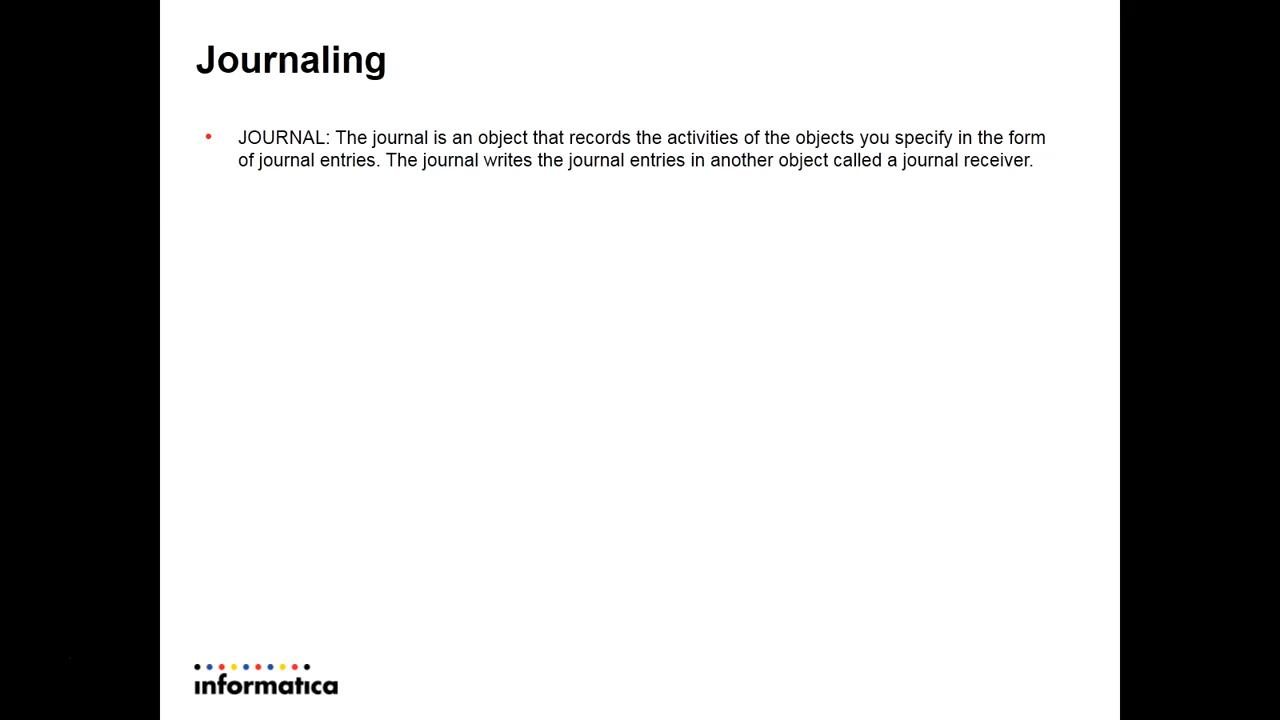 Journaling
• JOURNAL: The journal is an object that records the activities of the objects you specify in the form
of journal entries. The journal writes the journal entries in another object called a journal receiver.
informatica